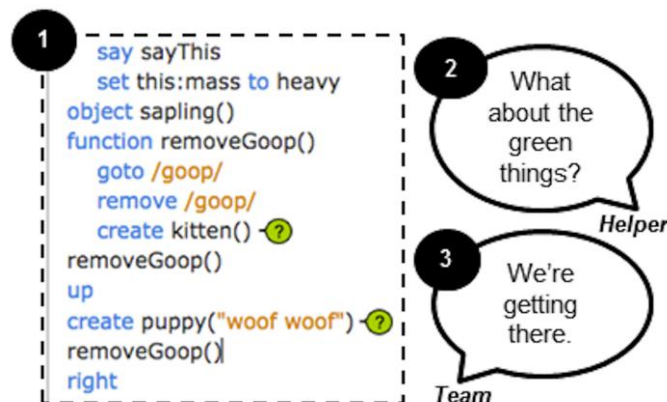 1
say sayThis
set this:mass to heavy
object sapling()
function removeGoop()
goto /goop/
remove /goop/
create kitten() ?
removeGoop()
up
create puppy("woof woof") ?
removeGoop()
right
2
What
about the
green
things?
Helper
3
We're
getting
there.
Team